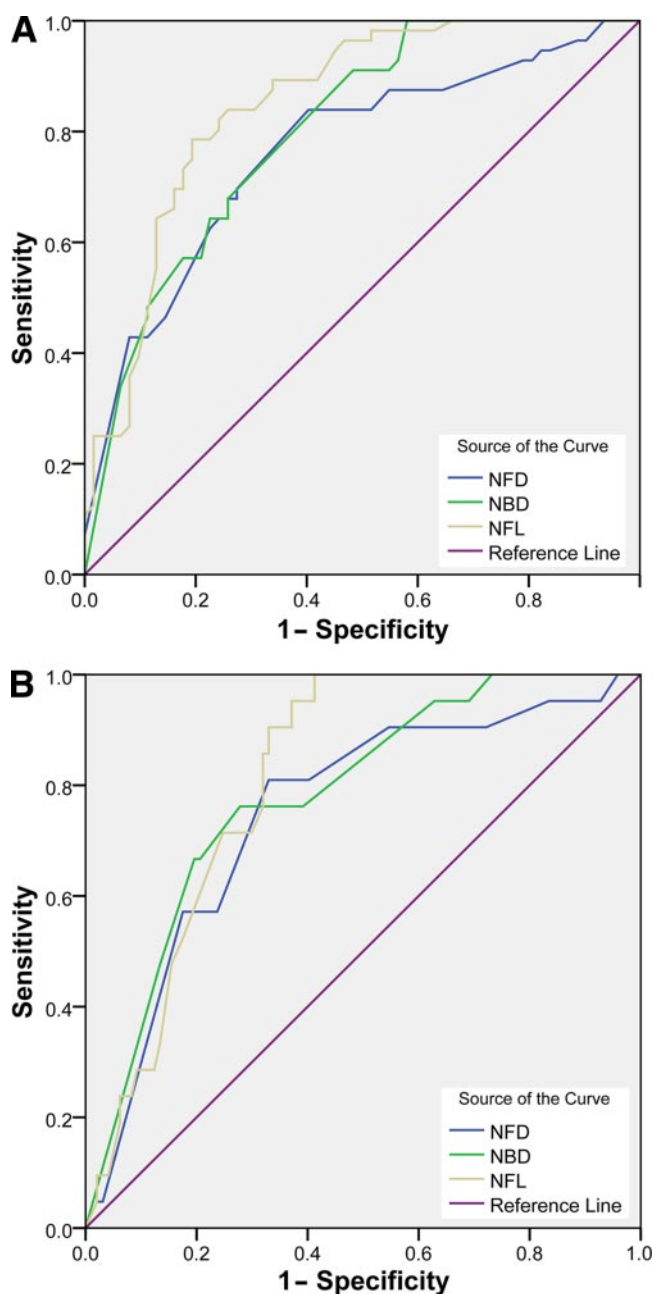 A
1.0
0.8
0.6
0.4
0.2
0.0
Sensitivity
Source of the Curve
NFD
NBD
NFL
Reference Line
0.0 0.2 0.4 0.6 0.8
1– Specificity
B
1.0
0.8
0.6
0.4
0.2
0.0
Sensitivity
Source of the Curve
NFD
NBD
NFL
Reference Line
0.0 0.2 0.4 0.6 0.8 1.0
1– Specificity